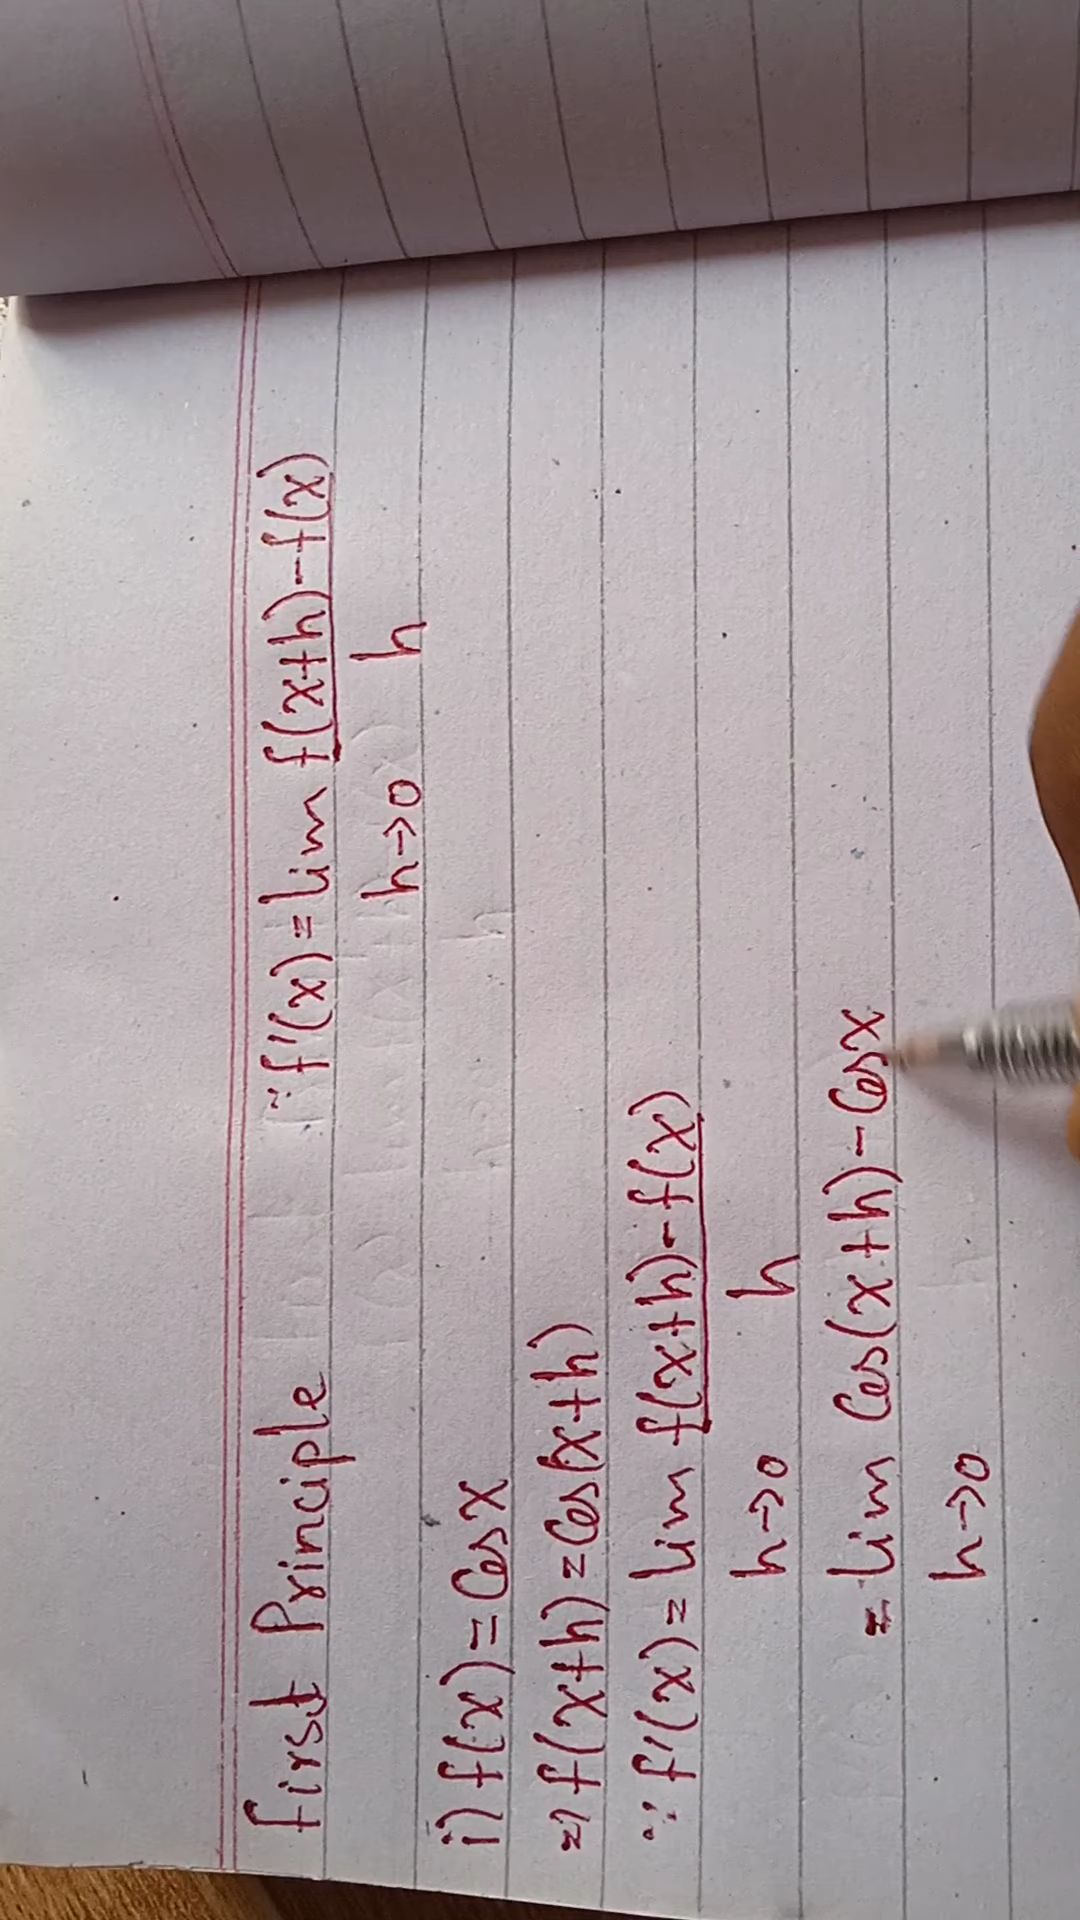 First Principle ∵ f'(x) = lim f(x+h) - f(x)
h→0 h
i) f(x) = Cos x
⇒ f(x+h) = Cos(x+h)
∵ f'(x) = lim f(x+h) - f(x)
h→0 h
= lim Cos(x+h) - Cos x
h→0